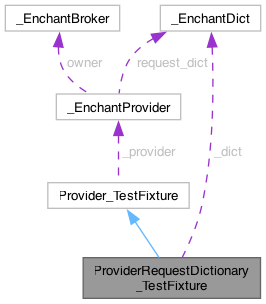 _EnchantBroker
_EnchantDict
owner
request_dict
_EnchantProvider
_provider
_dict
Provider_TestFixture
ProviderRequestDictionary
_TestFixture